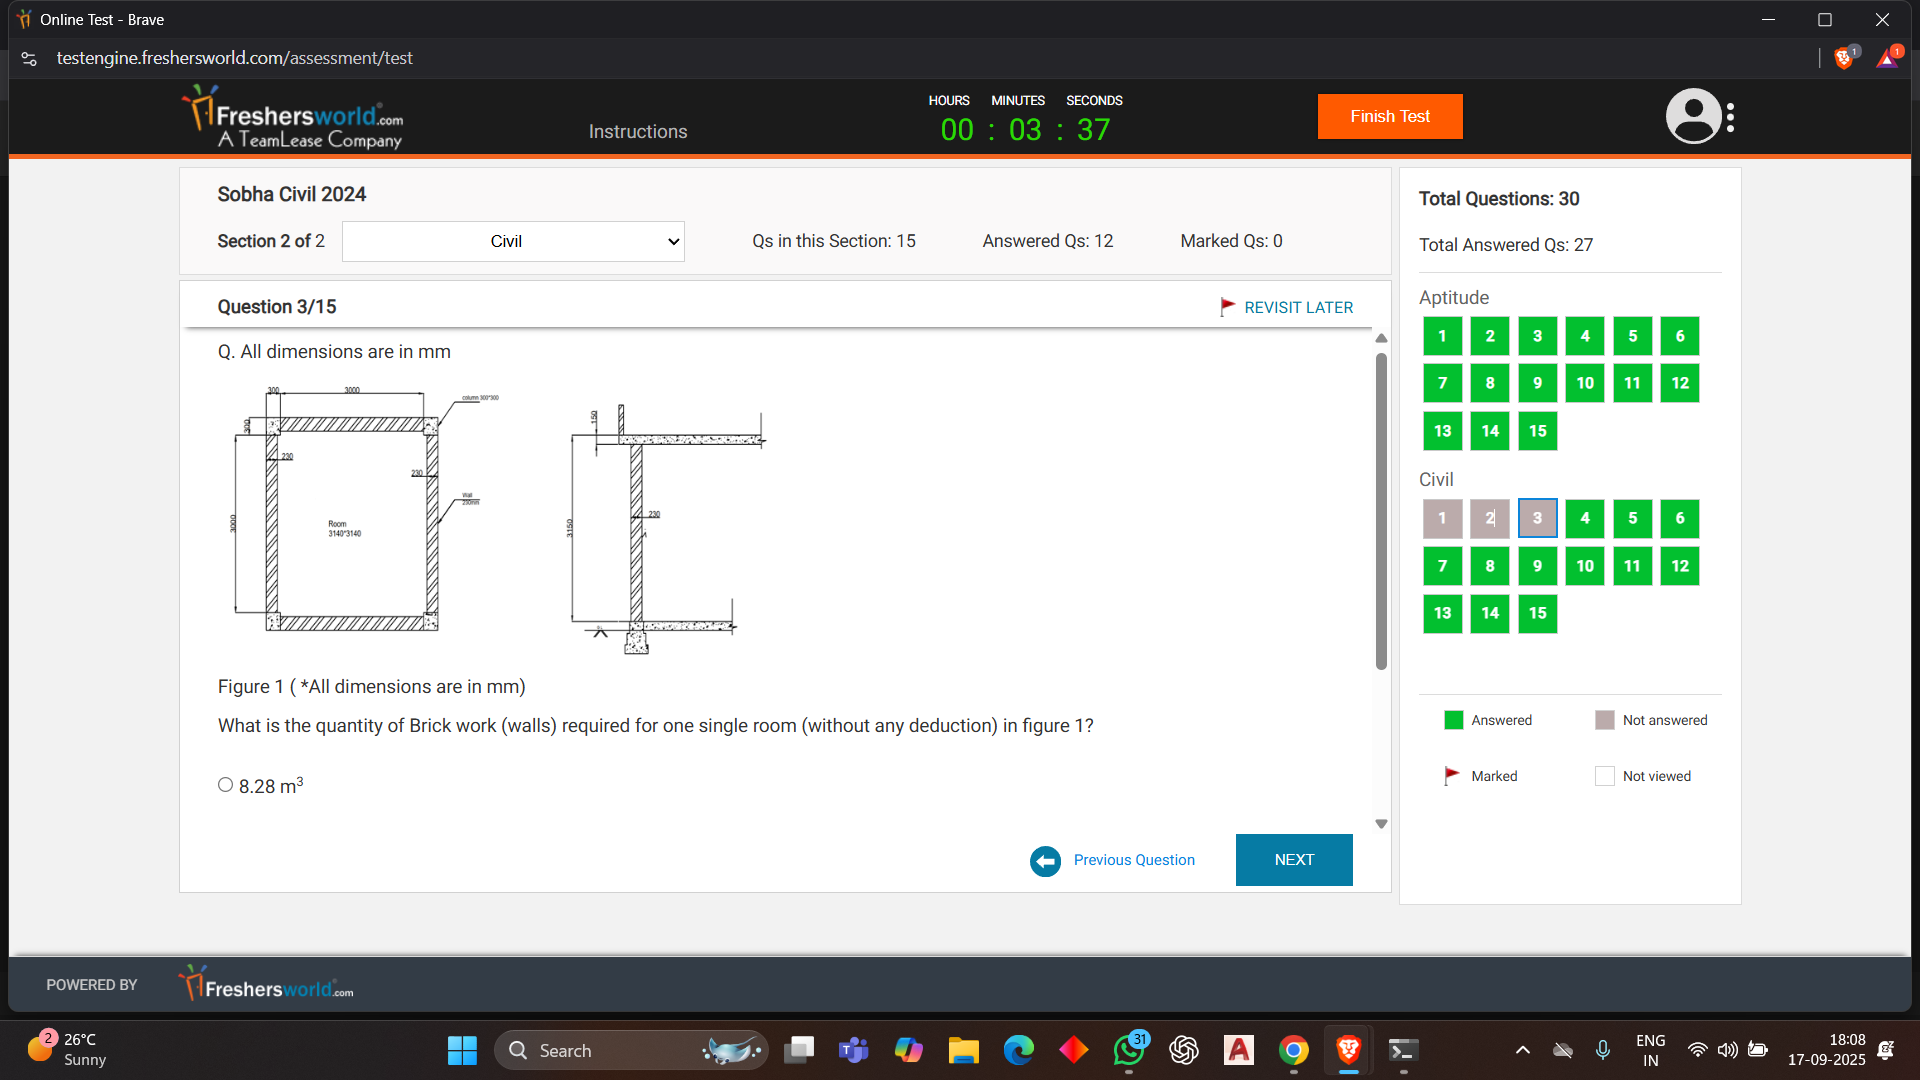 Online Test - Brave
testengine.freshersworld.com/assessment/test
1
1
Freshersworld.com
A TeamLease Company
Instructions
HOURS MINUTES SECONDS
00 : 03 : 37
Finish Test
Sobha Civil 2024
Section 2 of 2
Civil
Qs in this Section: 15
Answered Qs: 12
Marked Qs: 0
Question 3/15
REVISIT LATER
Q. All dimensions are in mm
300
3000
column 300*300
300
230
230
Wall
230mm
3000
Room
3140*3140
150
3150
230
Figure 1 ( *All dimensions are in mm)
What is the quantity of Brick work (walls) required for one single room (without any deduction) in figure 1?
8.28 m³
Previous Question
NEXT
Total Questions: 30
Total Answered Qs: 27
Aptitude
1 2 3 4 5 6
7 8 9 10 11 12
13 14 15
Civil
1 2 3 4 5 6
7 8 9 10 11 12
13 14 15
Answered
Not answered
Marked
Not viewed
POWERED BY
Freshersworld.com
2
26°C
Sunny
Search
31
ENG
IN
18:08
17-09-2025